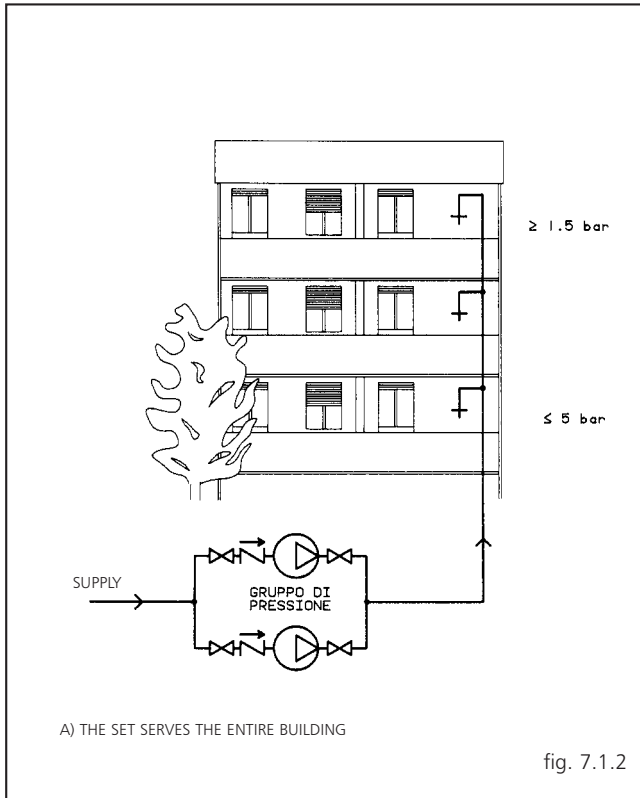 ≥ 1.5 bar
≤ 5 bar
SUPPLY
GRUPPO DI
PRESSIONE
A) THE SET SERVES THE ENTIRE BUILDING
fig. 7.1.2